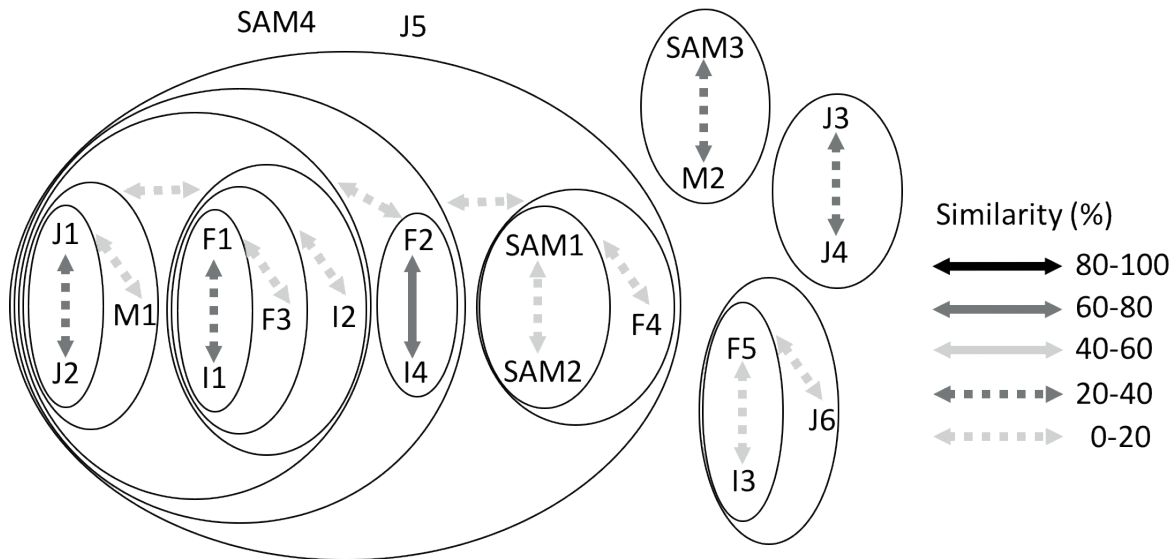 SAM4
J5
SAM3
M2
J3
J4
J1
J2
M1
F1
I1
F3
I2
F2
I4
SAM1
SAM2
F4
F5
I3
J6
Similarity (%)
80-100
60-80
40-60
20-40
0-20